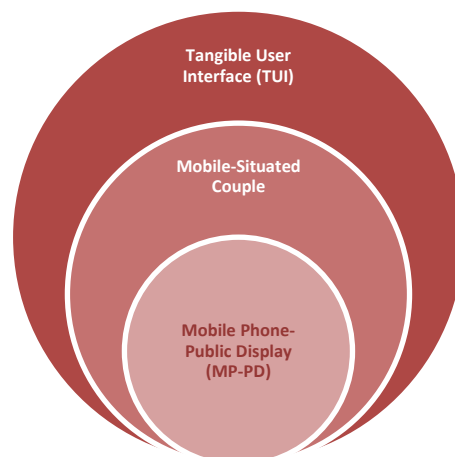 Tangible User
Interface (TUI)
Mobile-Situated
Couple
Mobile Phone-
Public Display
(MP-PD)